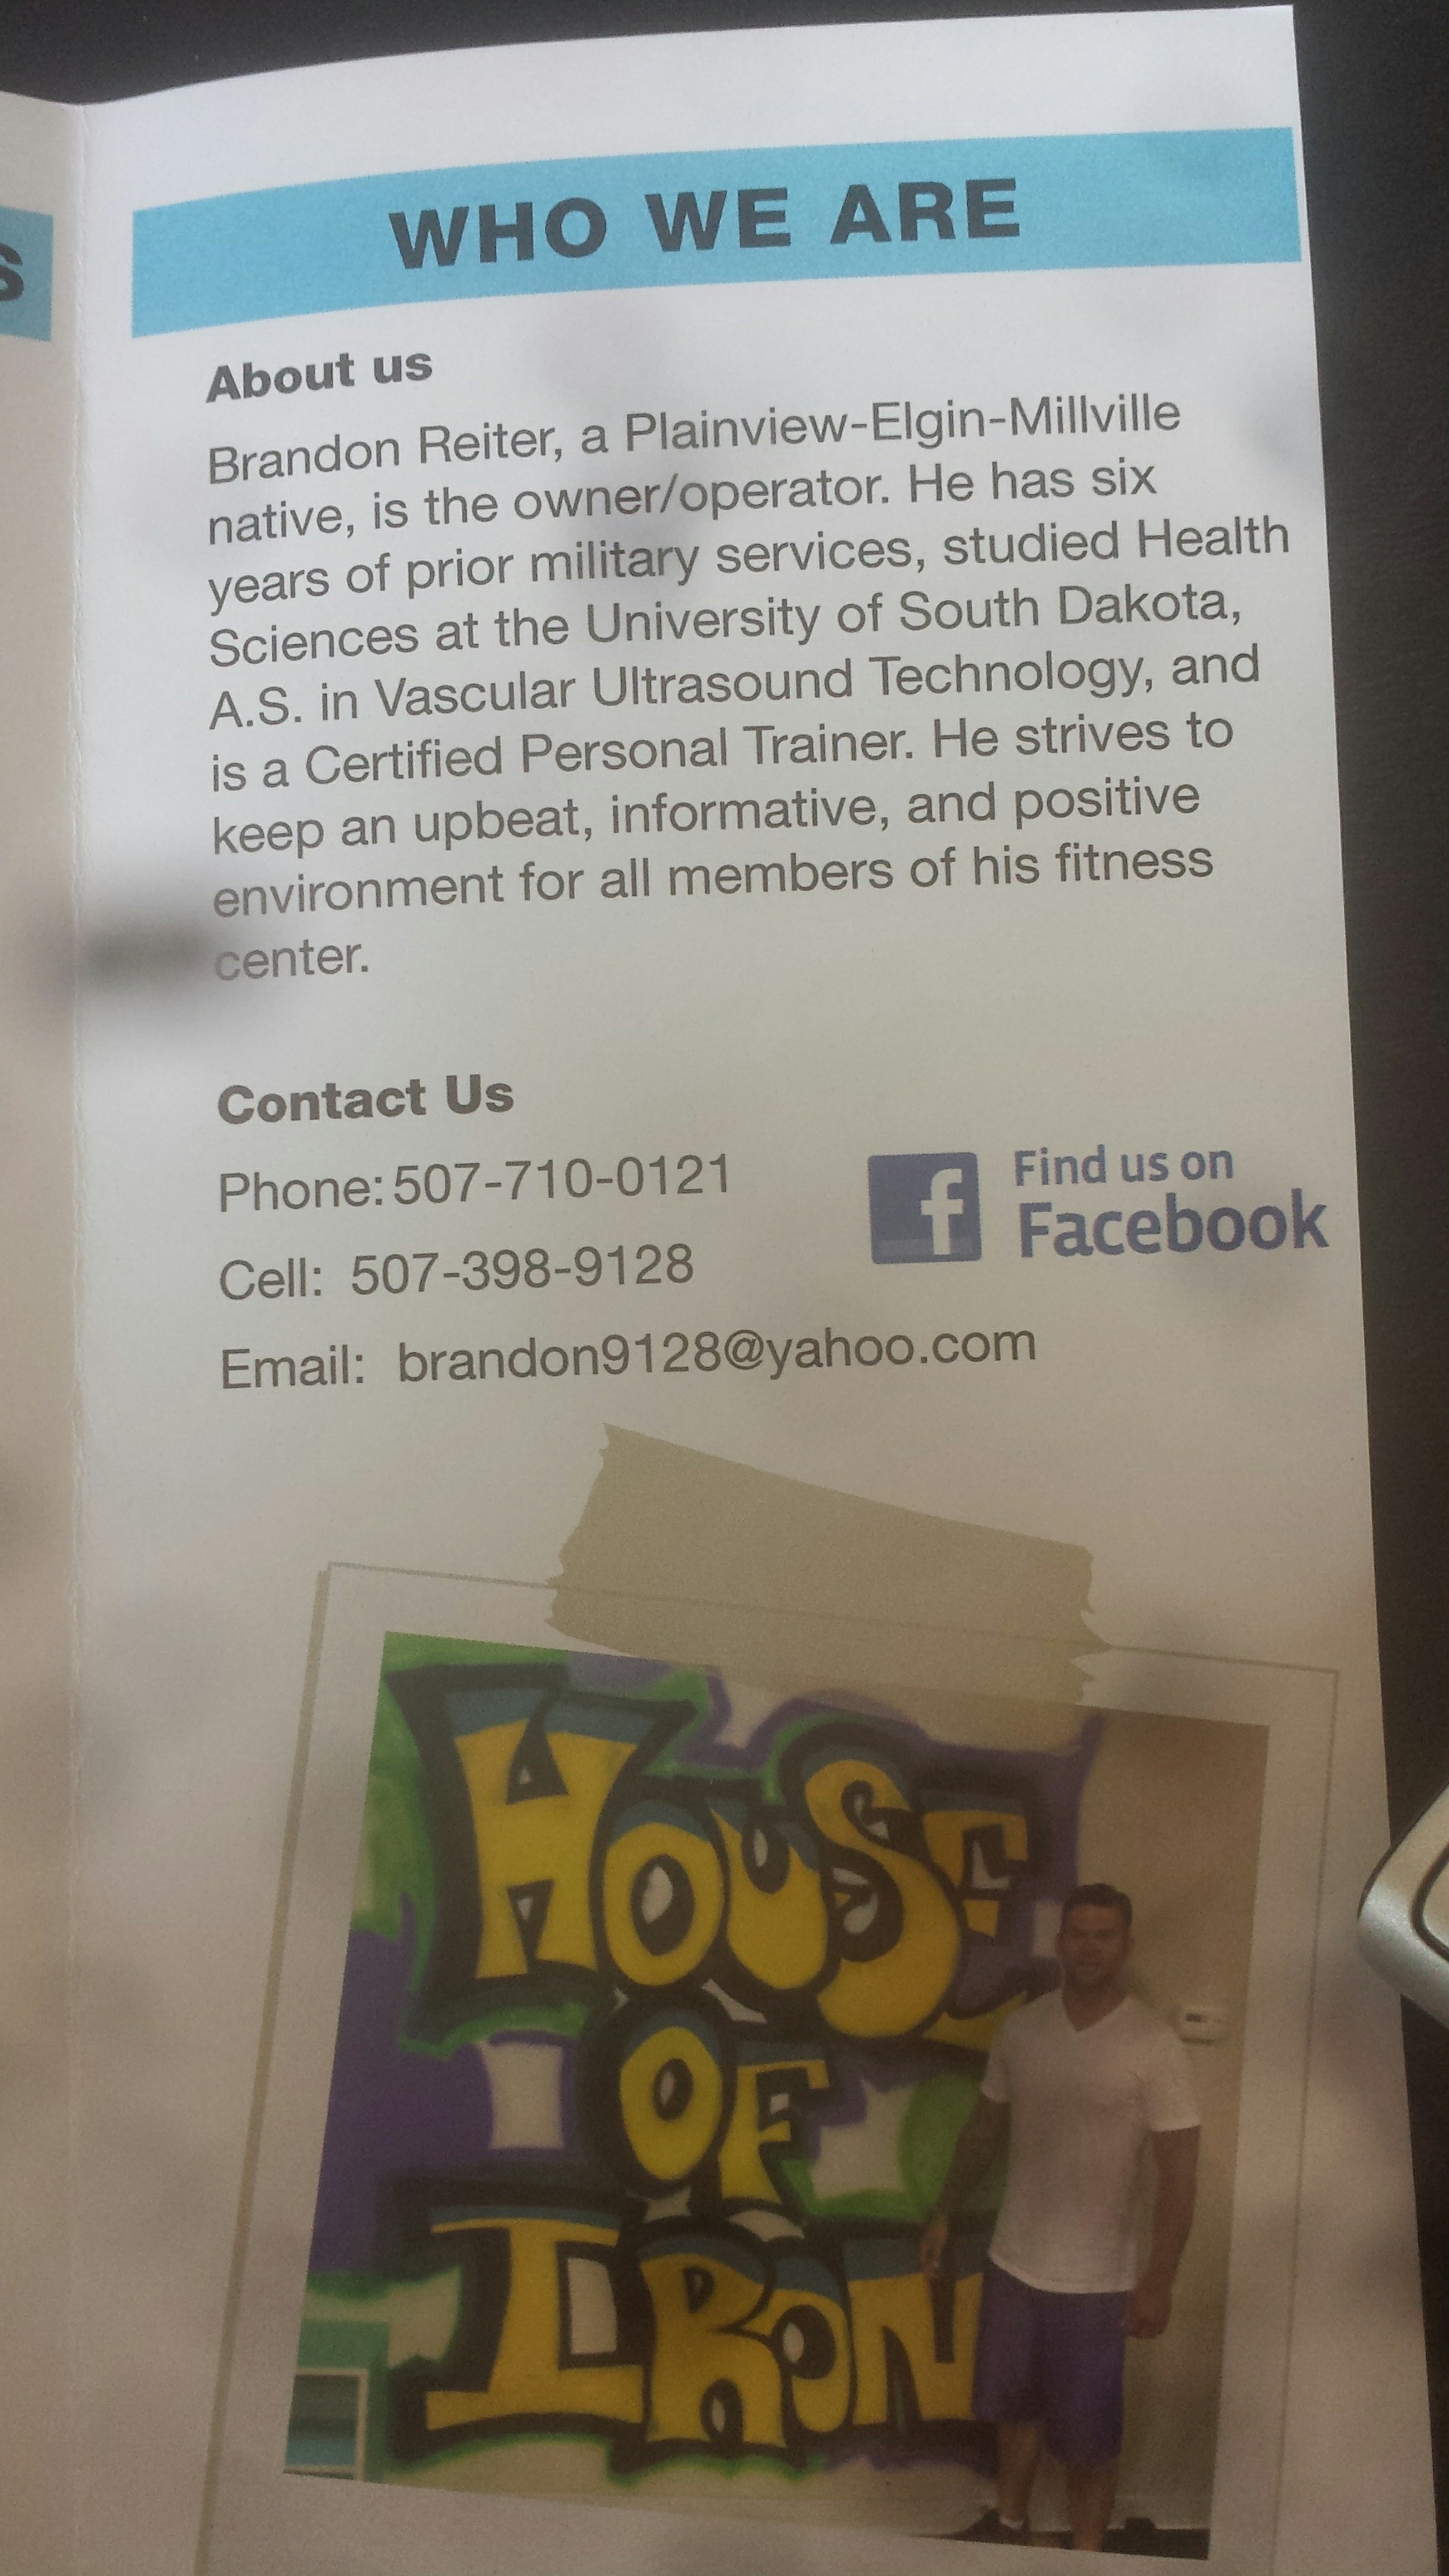 S
WHO WE ARE
About us
Brandon Reiter, a Plainview-Elgin-Millville
native, is the owner/operator. He has six
years of prior military services, studied Health
Sciences at the University of South Dakota,
A.S. in Vascular Ultrasound Technology, and
is a Certified Personal Trainer. He strives to
keep an upbeat, informative, and positive
environment for all members of his fitness
center.
Contact Us
Phone: 507-710-0121
Cell: 507-398-9128
Email: brandon9128@yahoo.com
f
Find us on
Facebook
HOUSE
OF
IRON